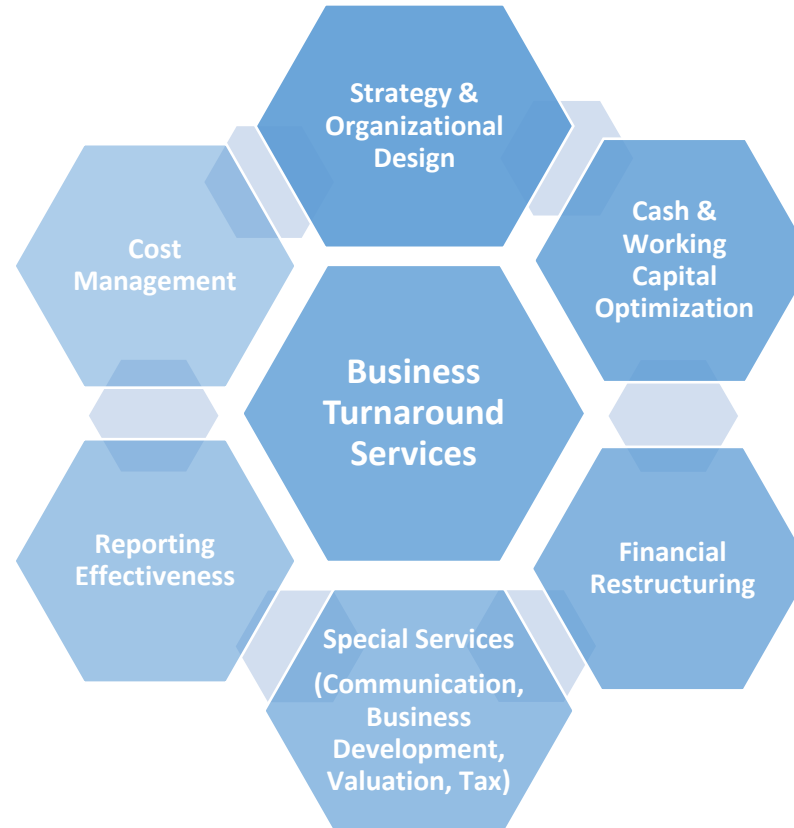 Strategy &
Organizational
Design
Cash &
Working
Capital
Optimization
Cost
Management
Business
Turnaround
Services
Reporting
Effectiveness
Financial
Restructuring
Special Services
(Communication,
Business
Development,
Valuation, Tax)